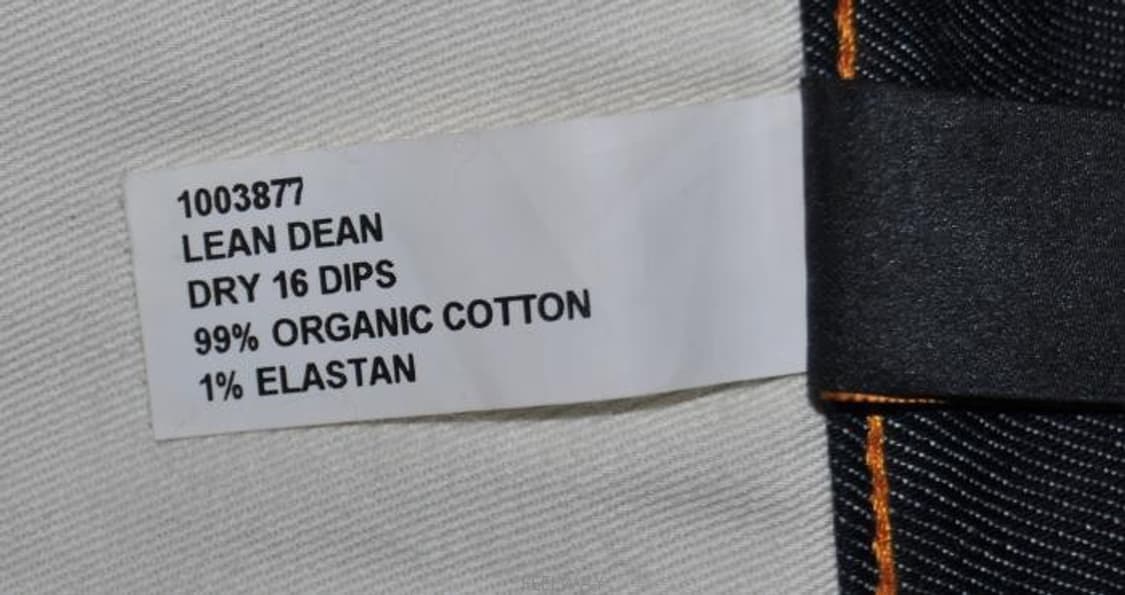 1003877
LEAN DEAN
DRY 16 DIPS
99% ORGANIC COTTON
1% ELASTAN